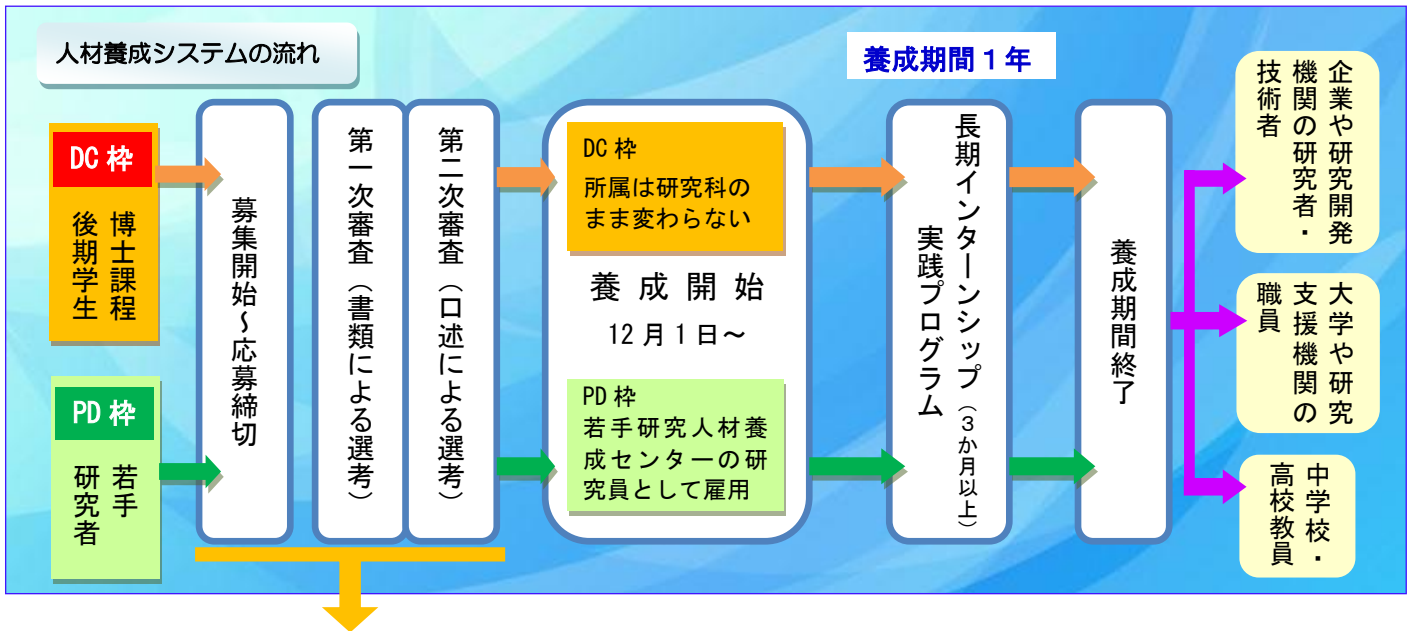 人材養成システムの流れ
養成期間1年
DC 枠
博士課程
後期学生
PD 枠
若手
研究者
募集開始~応募締切
第一次審査(書類による選考)
第二次審査(口述による選考)
DC 枠
所属は研究科の
まま変わらない
養成開始
12月1日~
PD 枠
若手研究人材養
成センターの研
究員として雇用
長期インターンシップ(3か月以上)
実践プログラム
養成期間終了
企業や研究開発
機関の研究者・
技術者
大学や研究
支援機関の
職員
中学校・
高校教員